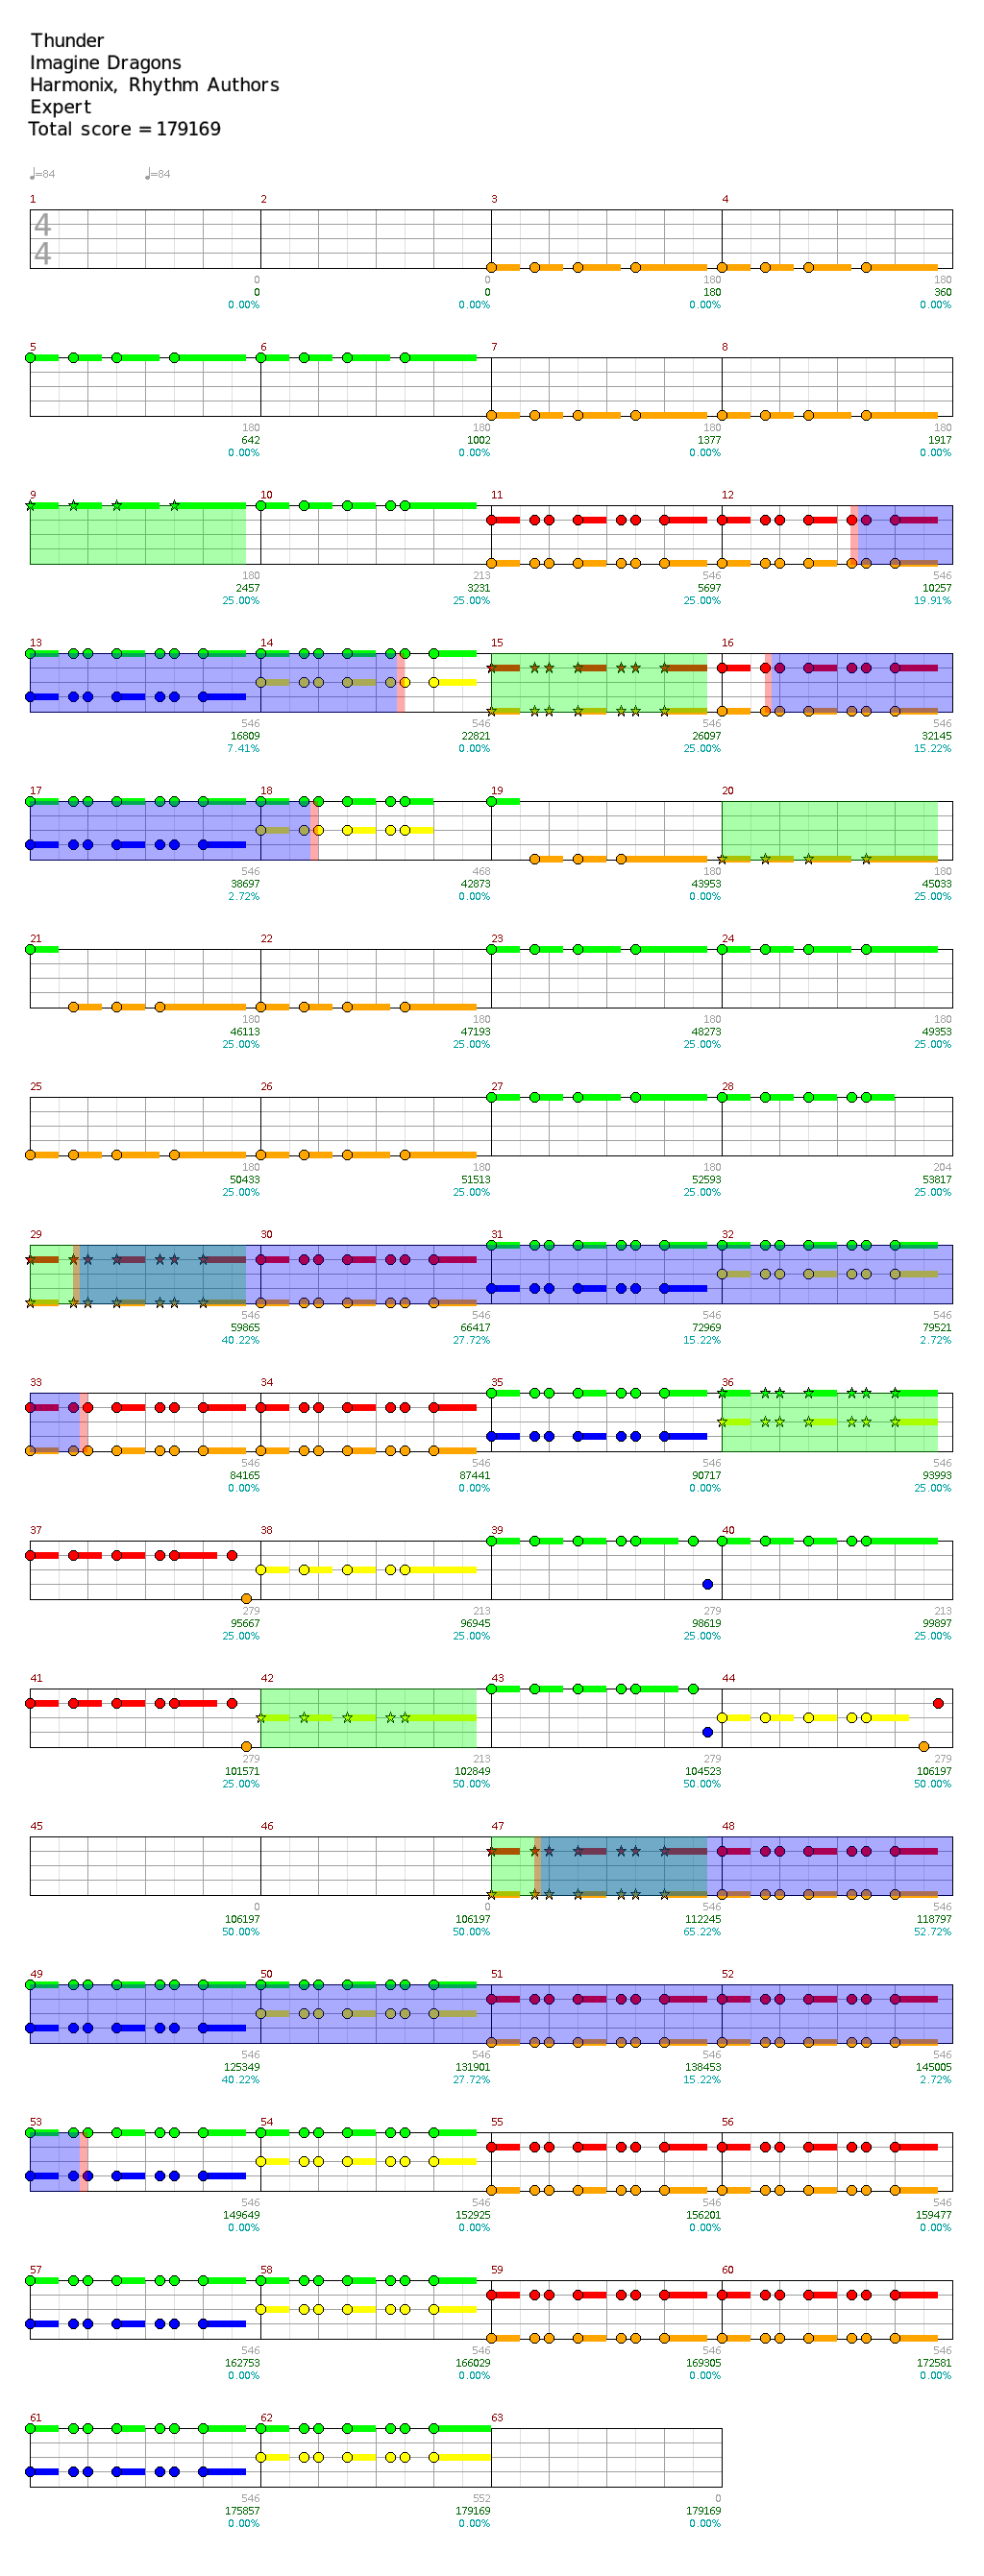 Thunder
Imagine Dragons
Harmonix, Rhythm Authors
Expert
Total score = 179169
♩=84 ♩=84
1 2 3 4
4
4
0 0 180 180
0 0 180 360
0.00% 0.00% 0.00% 0.00%
5 6 7 8
180 180 180 180
642 1002 1377 1917
0.00% 0.00% 0.00% 0.00%
9 10 11 12
180 213 546 546
2457 3231 5697 10257
25.00% 25.00% 25.00% 19.91%
13 14 15 16
546 546 546 546
16809 22821 26097 32145
7.41% 0.00% 25.00% 15.22%
17 18 19 20
546 468 180 180
38697 42873 43953 45033
2.72% 0.00% 0.00% 25.00%
21 22 23 24
180 180 180 180
46113 47193 48273 49353
25.00% 25.00% 25.00% 25.00%
25 26 27 28
180 180 180 204
50433 51513 52593 53817
25.00% 25.00% 25.00% 25.00%
29 30 31 32
546 546 546 546
59865 66417 72969 79521
40.22% 27.72% 15.22% 2.72%
33 34 35 36
546 546 546 546
84165 87441 90717 93993
0.00% 0.00% 0.00% 25.00%
37 38 39 40
279 213 279 213
95667 96945 98619 99897
25.00% 25.00% 25.00% 25.00%
41 42 43 44
279 213 279 279
101571 102849 104523 106197
25.00% 50.00% 50.00% 50.00%
45 46 47 48
0 0 546 546
106197 106197 112245 118797
50.00% 50.00% 65.22% 52.72%
49 50 51 52
546 546 546 546
125349 131901 138453 145005
40.22% 27.72% 15.22% 2.72%
53 54 55 56
546 546 546 546
149649 152925 156201 159477
0.00% 0.00% 0.00% 0.00%
57 58 59 60
546 546 546 546
162753 166029 169305 172581
0.00% 0.00% 0.00% 0.00%
61 62 63
546 552 0
175857 179169 179169
0.00% 0.00% 0.00%